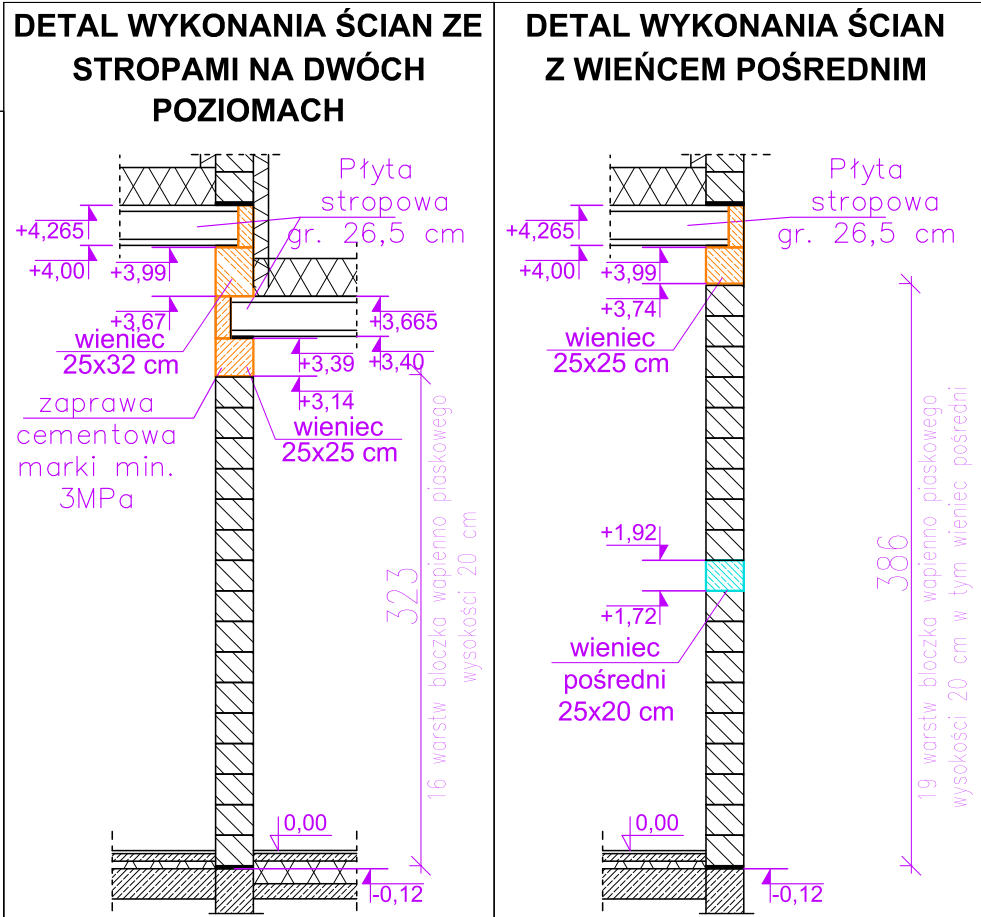 DETAL WYKONANIA ŚCIAN ZE
STROPAMI NA DWÓCH
POZIOMACH
Płyta
stropowa
gr. 26,5 cm
+4,265
+4,00
+3,99
+3,67
wieniec
25x32 cm
+3,665
+3,40
+3,39
+3,14
wieniec
25x25 cm
zaprawa
cementowa
marki min.
3MPa
323
16 warstw bloczka wapienno piaskowego
wysokości 20 cm
0,00
-0,12
DETAL WYKONANIA ŚCIAN
Z WIEŃCEM POŚREDNIM
Płyta
stropowa
gr. 26,5 cm
+4,265
+4,00
+3,99
+3,74
wieniec
25x25 cm
+1,92
+1,72
wieniec
pośredni
25x20 cm
386
19 warstw bloczka wapienno piaskowego
wysokości 20 cm w tym wieniec pośredni
0,00
-0,12